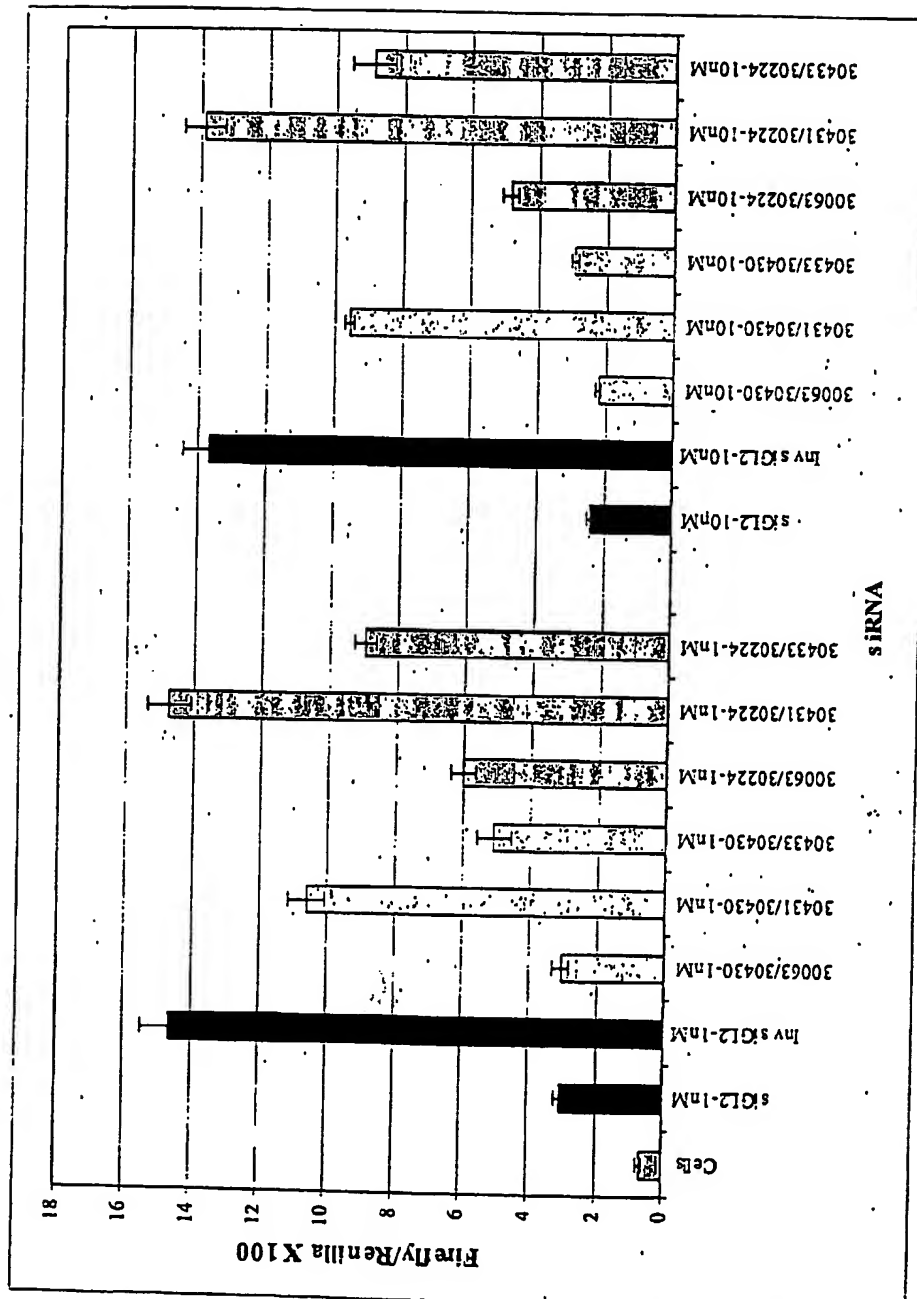 Firefly/Renilla X100
18
16
14
12
10
8
6
4
2
0
Cells
siGL2-1nM
Inv siGL2-1nM
30063/30430-1nM
30431/30430-1nM
30433/30430-1nM
30063/30224-1nM
30431/30224-1nM
30433/30224-1nM
siGL2-10nM
Inv siGL2-10nM
30063/30430-10nM
30431/30430-10nM
30433/30430-10nM
30063/30224-10nM
30431/30224-10nM
30433/30224-10nM
siRNA